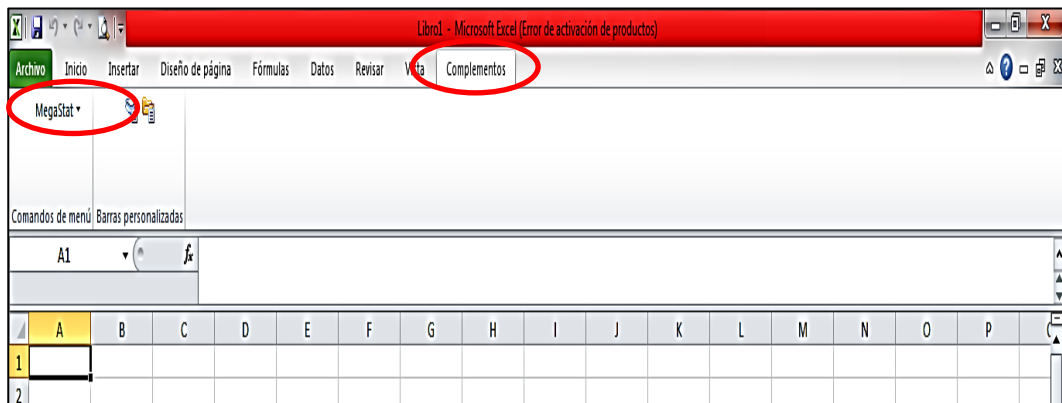 Libro1 - Microsoft Excel (Error de activación de productos)
Archivo Inicio Insertar Diseño de página Fórmulas Datos Revisar Vista Complementos
MegaStat
Comandos de menú Barras personalizadas
A1 fx
A B C D E F G H I J K L M N O P
1
2